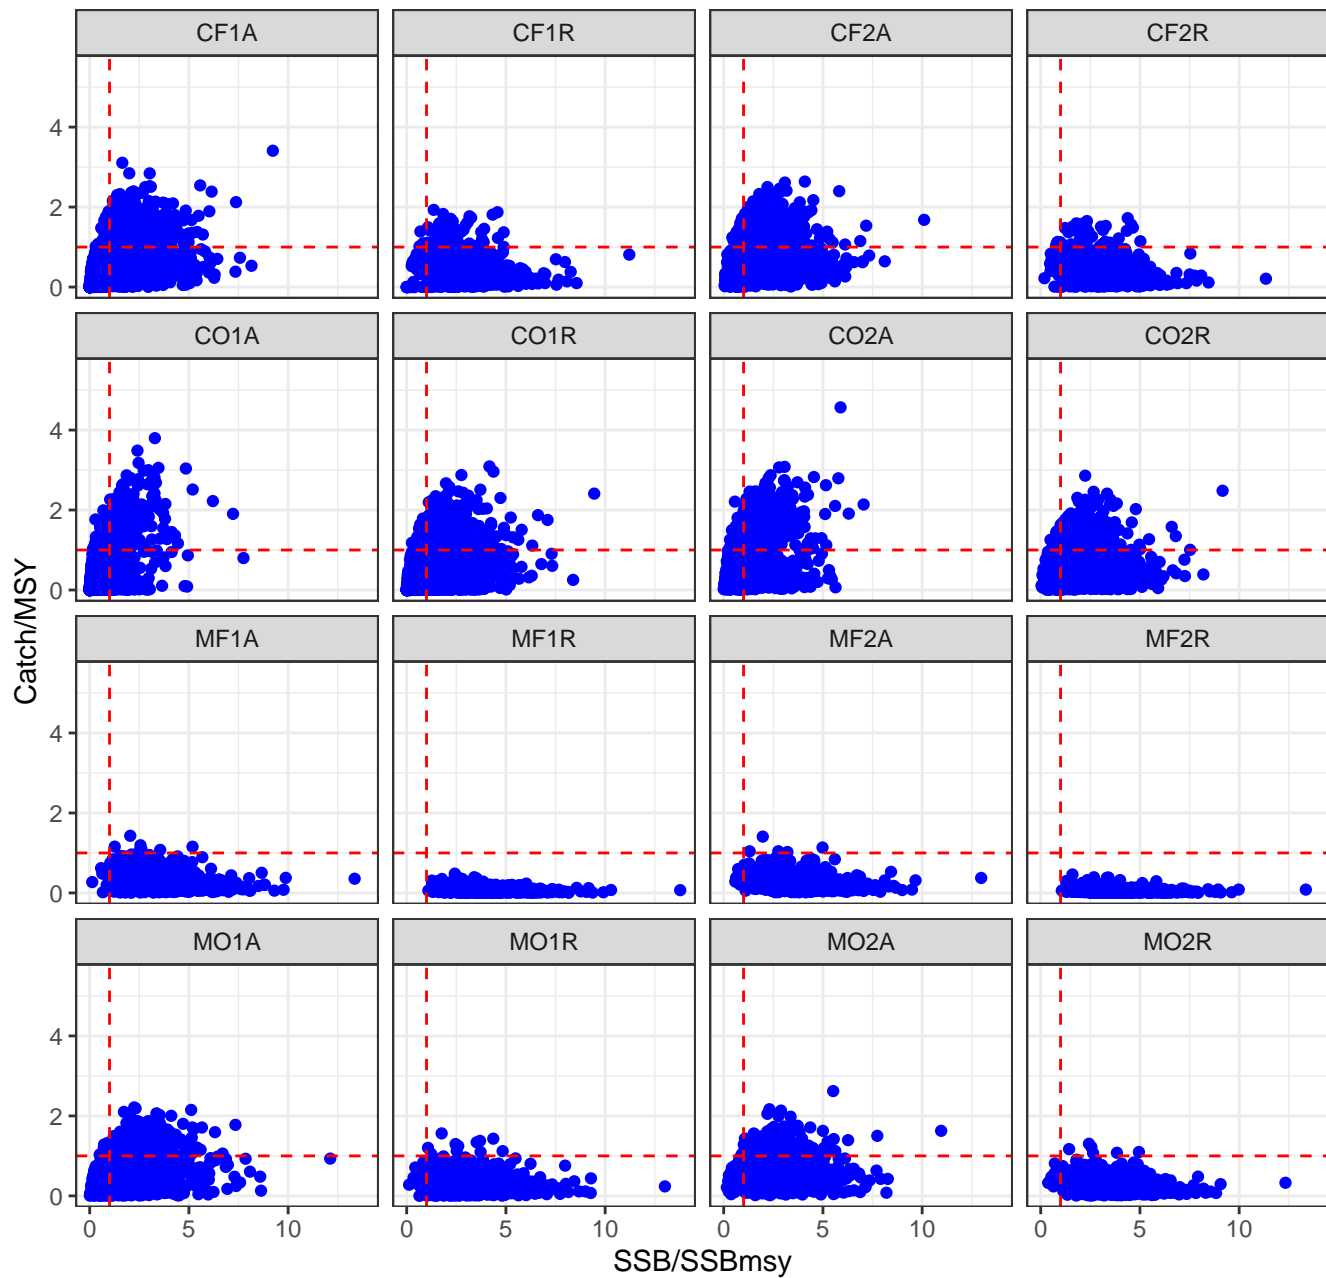 CF1A CF1R CF2A CF2R
4
2
0
CO1A CO1R CO2A CO2R
4
2
0
MF1A MF1R MF2A MF2R
4
2
0
MO1A MO1R MO2A MO2R
4
2
0
0 5 10 0 5 10 0 5 10 0 5 10
Catch/MSY
SSB/SSBmsy